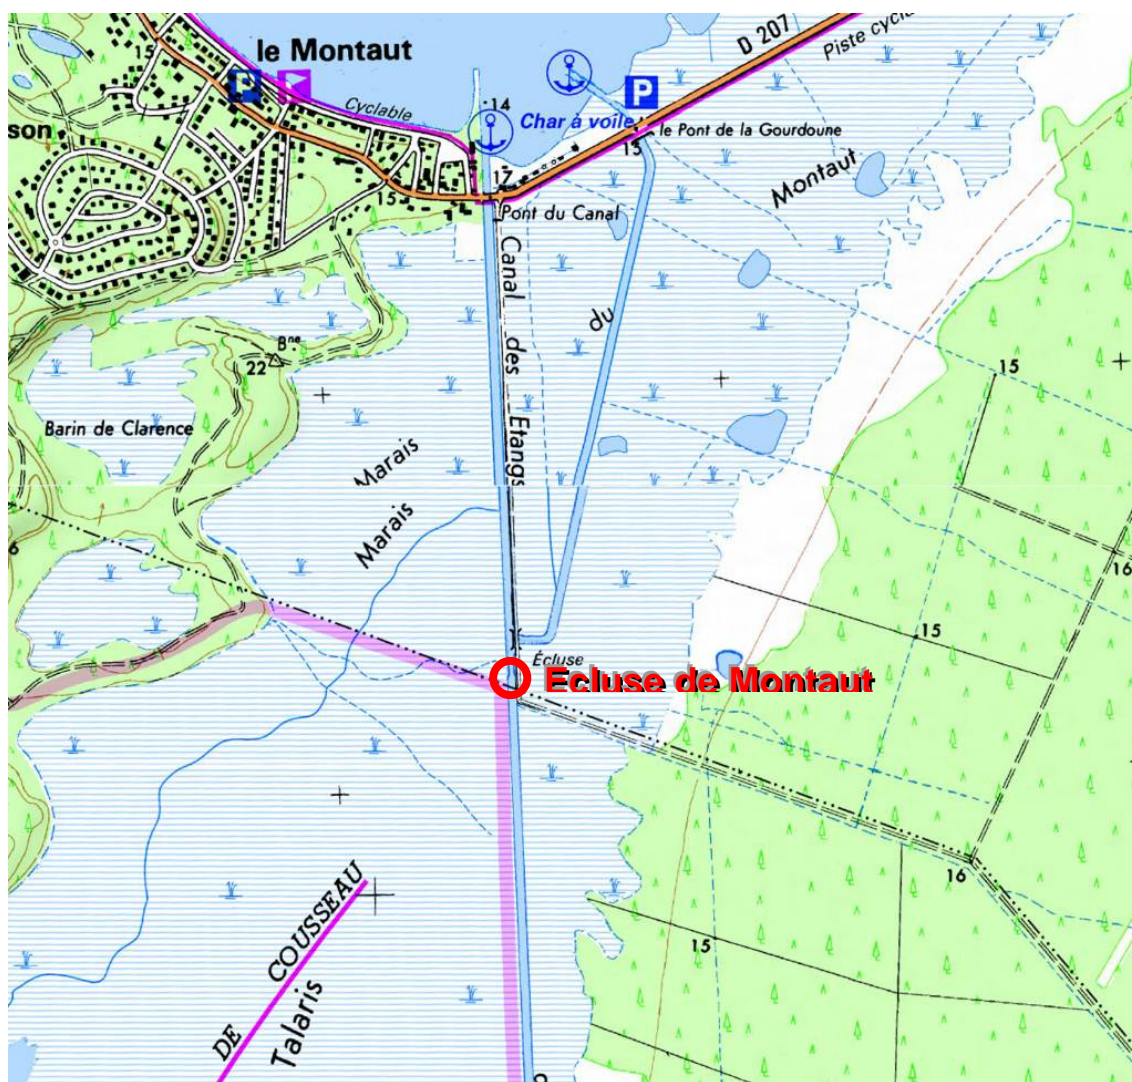 D 207
Piste cycla
15
le Montaut
P
Cyclable
P
14
Char à voile
le Pont de la Gourdoune
son
15
Montaut
17
15
Pont du Canal
Canal des Etangs
du
Bne
22
15
Barin de Clarence
Marais
Marais
6
16
15
Écluse
Ecluse de Montaut
16
COUSSEAU
15
DE
Talaris